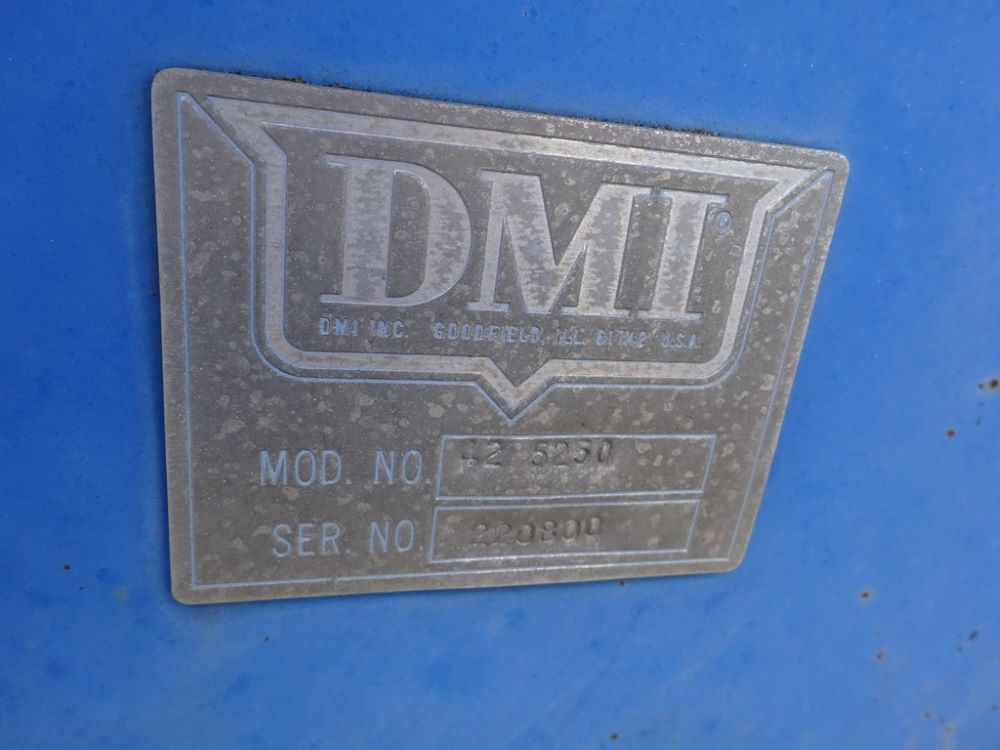 DMI®
DMI INC. GOODFIELD, ILL. 61742 U.S.A.
MOD. NO.
SER. NO. 220800